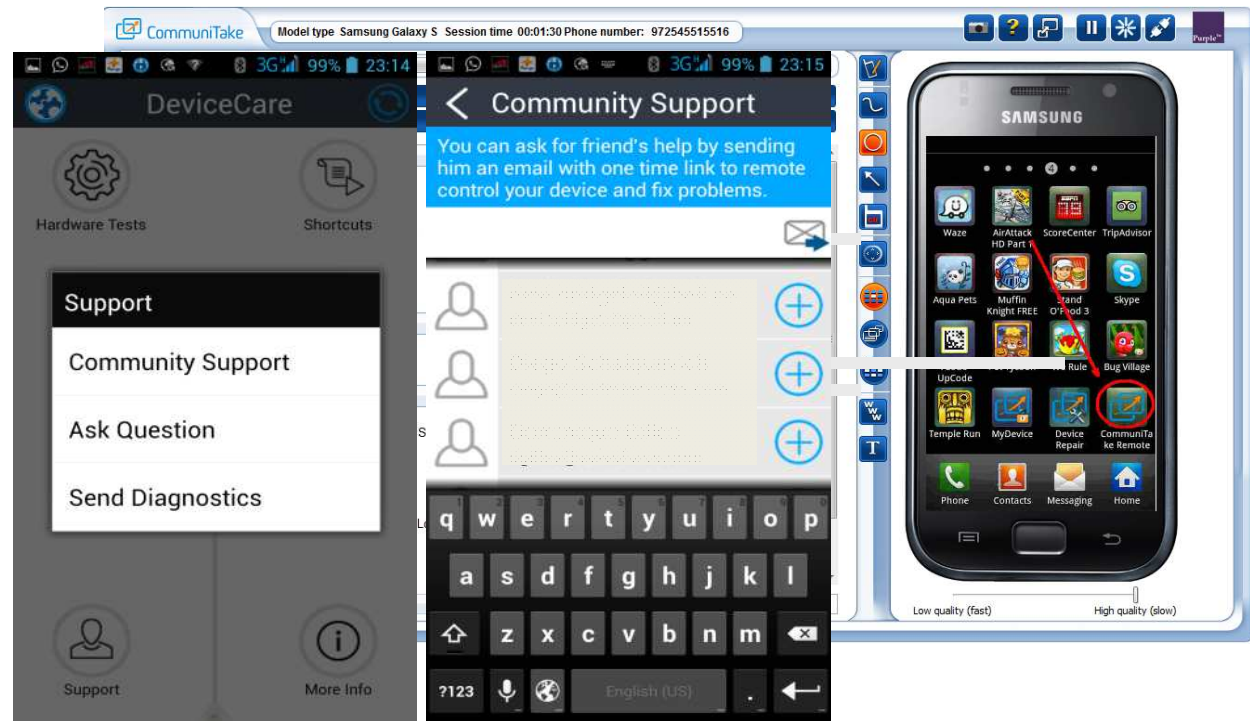 CommuniTake
Model type Samsung Galaxy S Session time 00:01:30 Phone number: 972545515516
Purple
3G 99% 23:14
DeviceCare
Hardware Tests
Shortcuts
Support
Community Support
Ask Question
Send Diagnostics
Support
More Info
3G 99% 23:15
Community Support
You can ask for friend's help by sending
him an email with one time link to remote
control your device and fix problems.
q w e r t y u i o p
a s d f g h j k l
z x c v b n m
?123
English (US)
.
W
W
W
T
SAMSUNG
4
Waze
AirAttack
HD Part 1
ScoreCenter
TripAdvisor
Aqua Pets
Muffin
Knight FREE
Stand
O'Food 3
Skype
UpCode
Rule
Bug Village
Temple Run
MyDevice
Device
Repair
CommuniTa
ke Remote
Phone
Contacts
Messaging
Home
Low quality (fast)
High quality (slow)